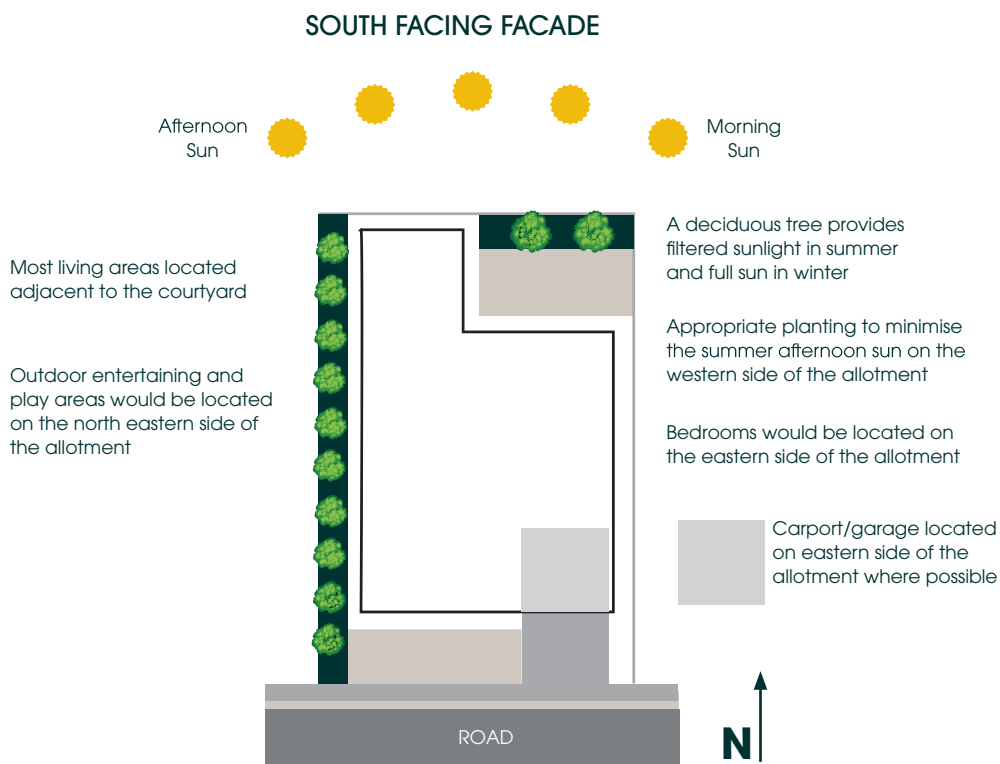 SOUTH FACING FACADE
Afternoon
Sun
Morning
Sun
Most living areas located
adjacent to the courtyard
Outdoor entertaining and
play areas would be located
on the north eastern side of
the allotment
A deciduous tree provides
filtered sunlight in summer
and full sun in winter
Appropriate planting to minimise
the summer afternoon sun on the
western side of the allotment
Bedrooms would be located on
the eastern side of the allotment
Carport/garage located
on eastern side of the
allotment where possible
ROAD
N